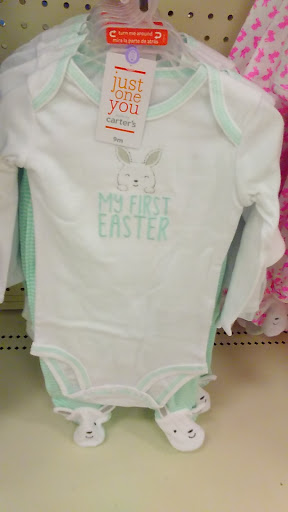 turn me around
mira la parte de atrás
just
one
you
carter's
MY FIRST
EASTER